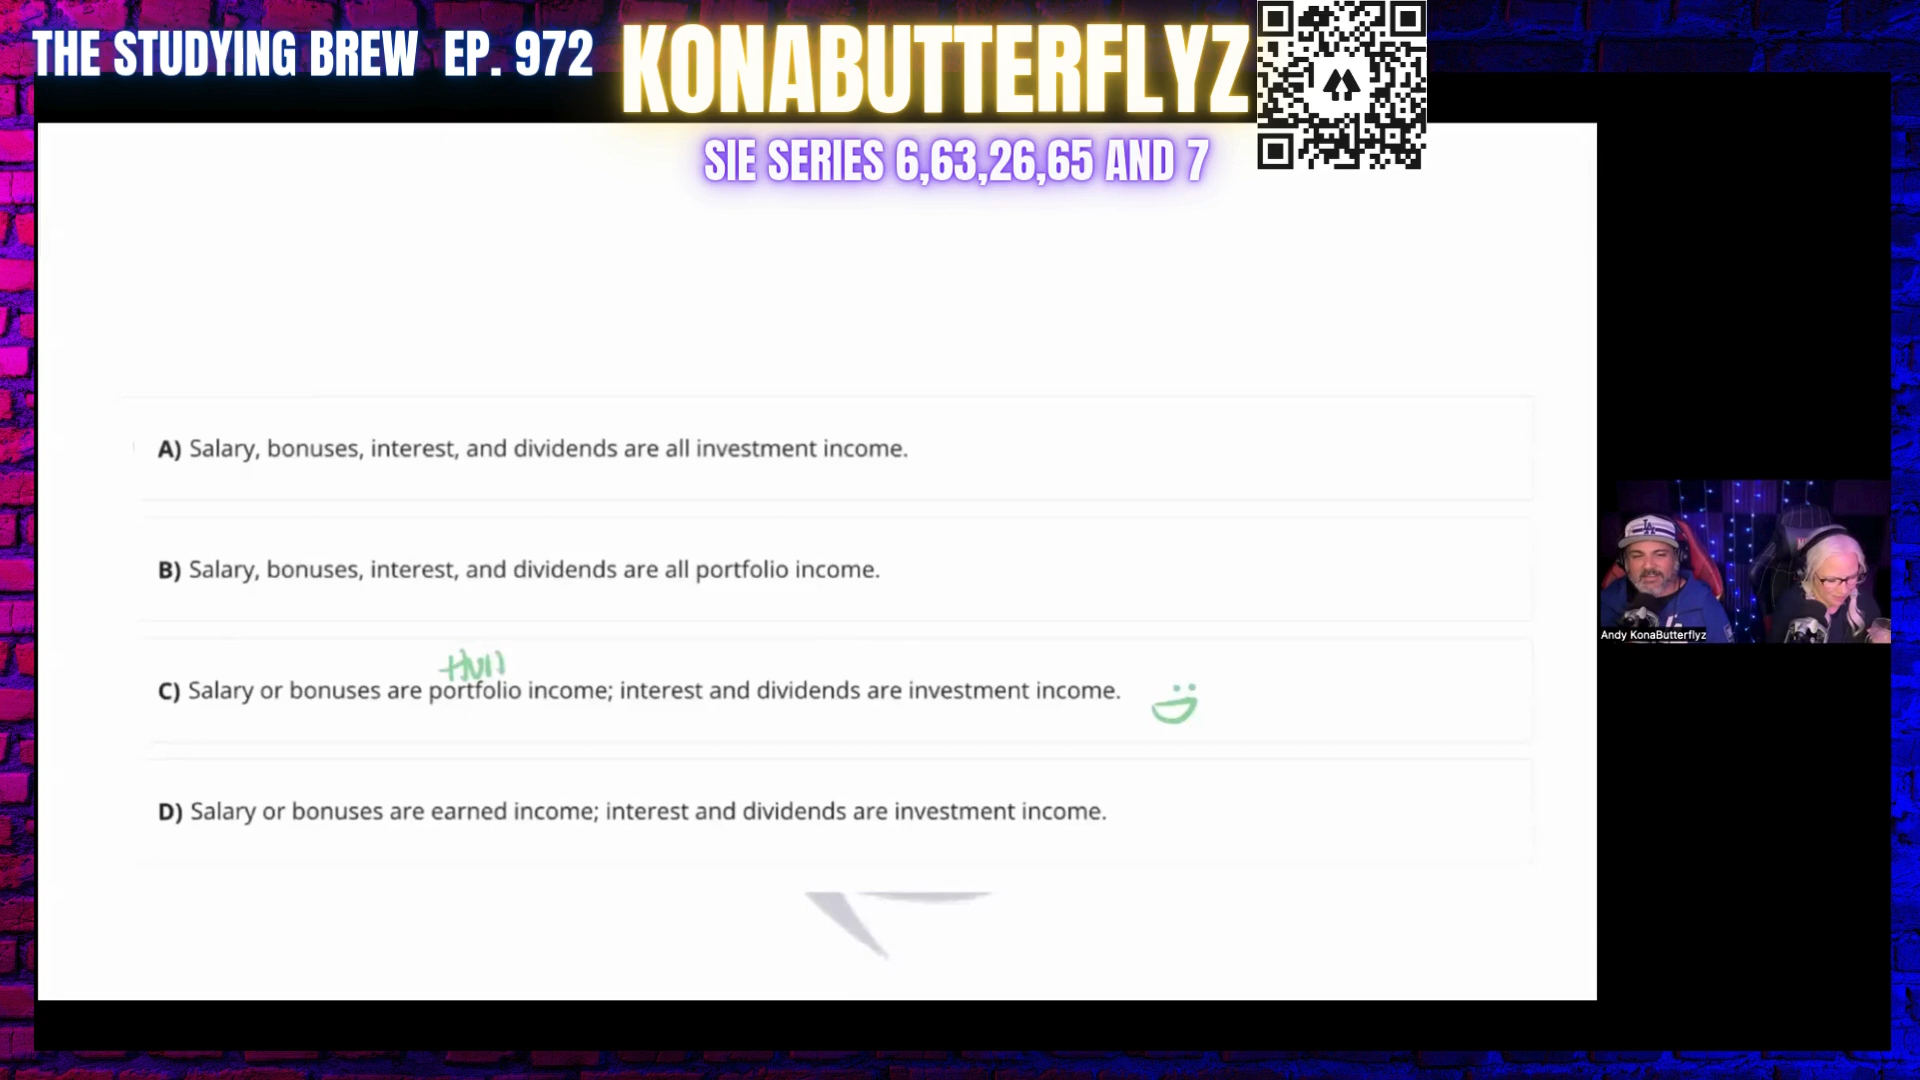 THE STUDYING BREW EP. 972
KONABUTTERFLYZ
SIE SERIES 6,63,26,65 AND 7
A) Salary, bonuses, interest, and dividends are all investment income.
B) Salary, bonuses, interest, and dividends are all portfolio income.
C) Salary or bonuses are portfolio income; interest and dividends are investment income.
D) Salary or bonuses are earned income; interest and dividends are investment income.
Andy KonaButterflyz
LA